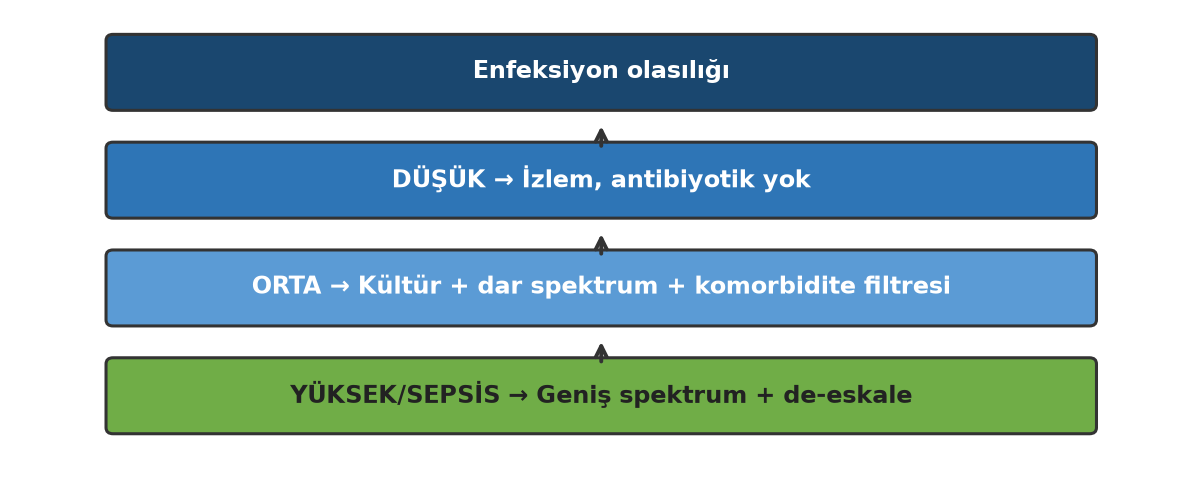 Enfeksiyon olasılığı
DÜŞÜK → İzlem, antibiyotik yok
ORTA → Kültür + dar spektrum + komorbidite filtresi
YÜKSEK/SEPSİS → Geniş spektrum + de-eskale